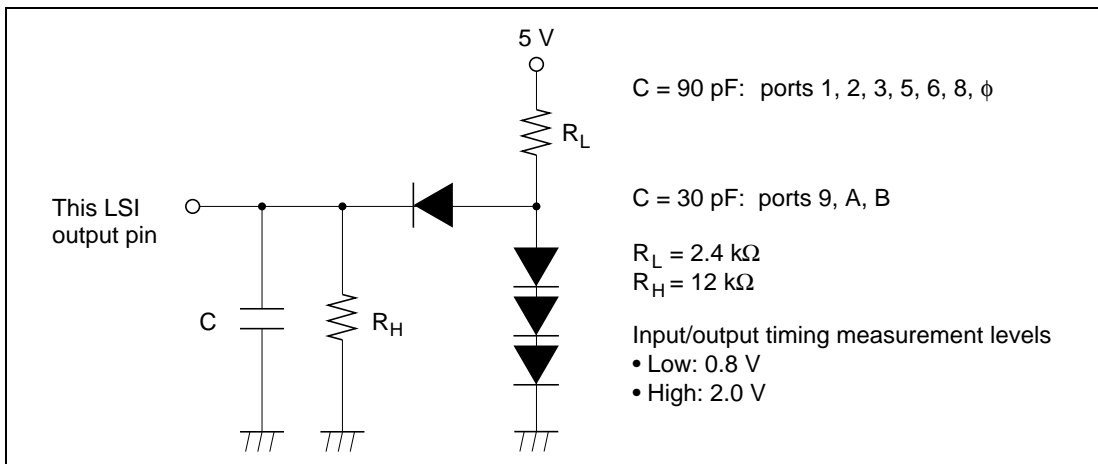 5 V
R_L
This LSI
output pin
C
R_H
C = 90 pF: ports 1, 2, 3, 5, 6, 8, ϕ
C = 30 pF: ports 9, A, B
R_L = 2.4 kΩ
R_H = 12 kΩ
Input/output timing measurement levels
• Low: 0.8 V
• High: 2.0 V